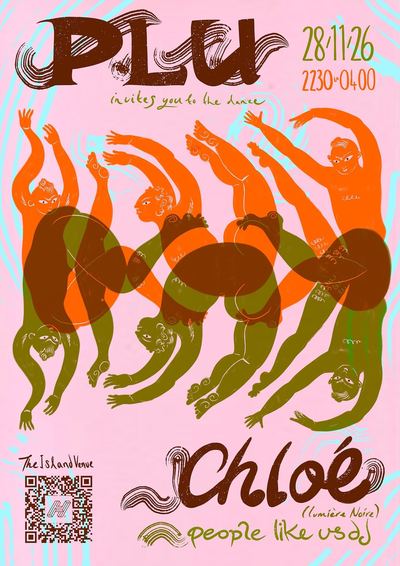 PLU
28·11·26
2230-0400
invites you to the dance
The Island Venue
Chloé
(Lumière Noire)
people like us DJ